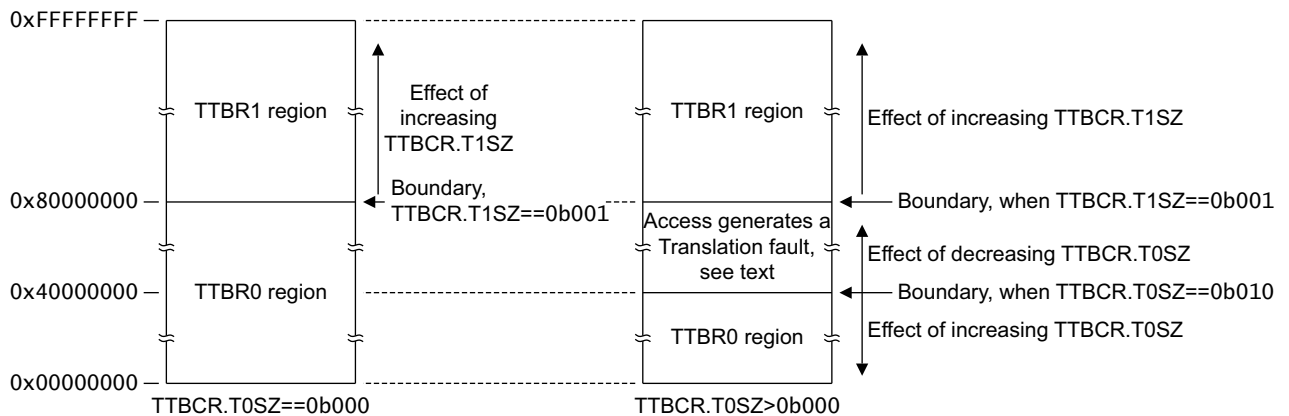 0xFFFFFFFF
TTBR1 region
Effect of
increasing
TTBCR.T1SZ
TTBR1 region
Effect of increasing TTBCR.T1SZ
0x80000000
Boundary,
TTBCR.T1SZ==0b001
Boundary, when TTBCR.T1SZ==0b001
Access generates a
Translation fault,
see text
Effect of decreasing TTBCR.T0SZ
0x40000000
TTBR0 region
Boundary, when TTBCR.T0SZ==0b010
TTBR0 region
Effect of increasing TTBCR.T0SZ
0x00000000
TTBCR.T0SZ==0b000
TTBCR.T0SZ>0b000